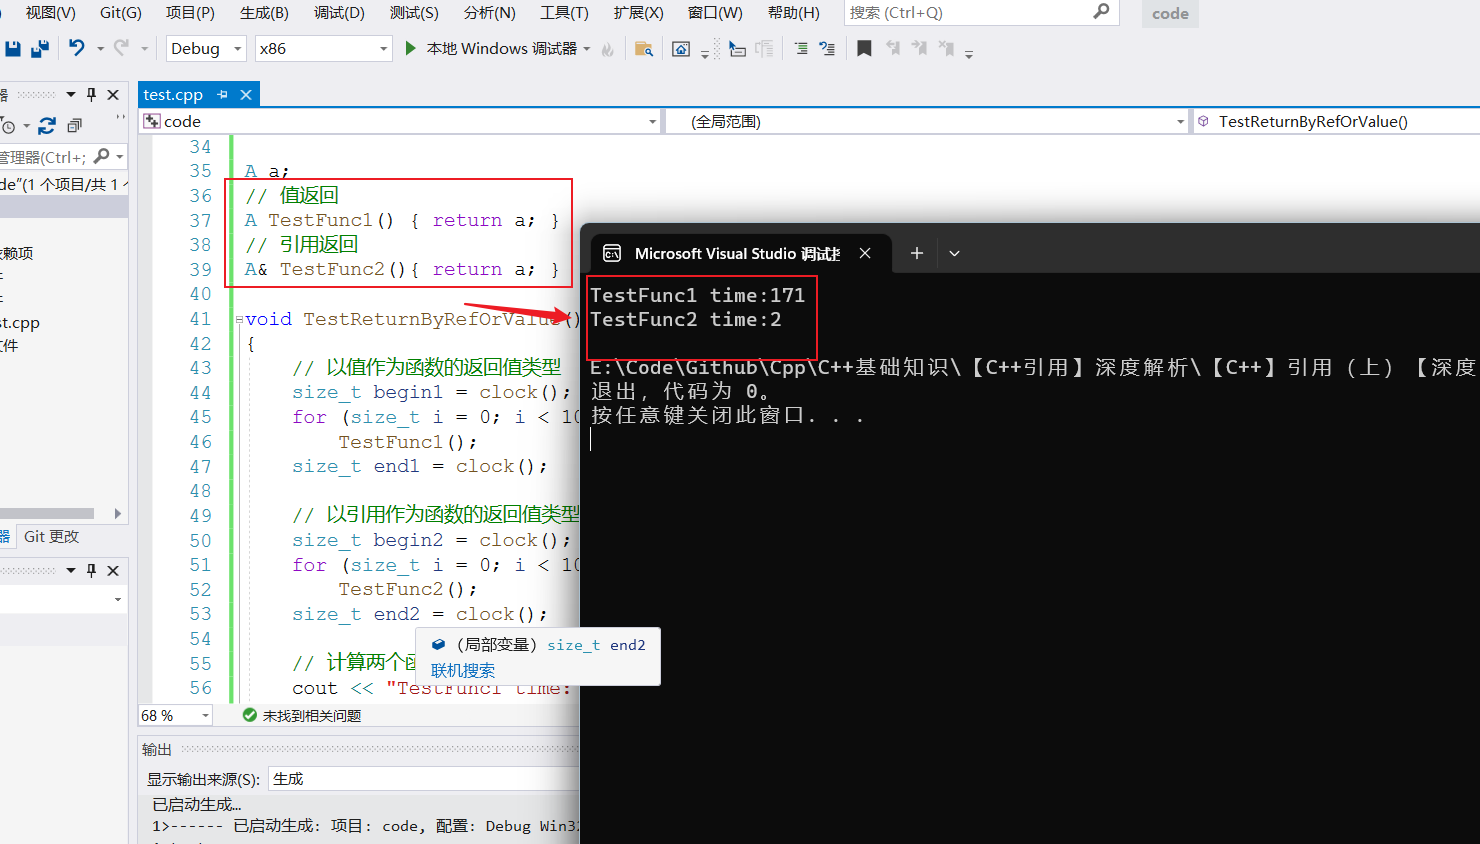 视图(V) Git(G) 项目(P) 生成(B) 调试(D) 测试(S) 分析(N) 工具(T) 扩展(X) 窗口(W) 帮助(H) 搜索 (Ctrl+Q) code
Debug x86 本地 Windows 调试器
test.cpp
code (全局范围) TestReturnByRefOrValue()
管理器(Ctrl+;
de"(1 个项目/共 1
依赖项
st.cpp
文件
Git 更改
34
35 A a;
36 // 值返回
37 A TestFunc1() { return a; }
38 // 引用返回
39 A& TestFunc2(){ return a; }
40
41 void TestReturnByRefOrValue()
42 {
43 // 以值作为函数的返回值类型
44 size_t begin1 = clock();
45 for (size_t i = 0; i < 10
46 TestFunc1();
47 size_t end1 = clock();
48
49 // 以引用作为函数的返回值类型
50 size_t begin2 = clock();
51 for (size_t i = 0; i < 10
52 TestFunc2();
53 size_t end2 = clock();
54
55 // 计算两个函
56 cout << "TestFunc1 time:
(局部变量) size_t end2
联机搜索
68 % 未找到相关问题
输出
显示输出来源(S): 生成
已启动生成…
1>------ 已启动生成: 项目: code, 配置: Debug Win32
Microsoft Visual Studio 调试
TestFunc1 time:171
TestFunc2 time:2
E:\Code\Github\Cpp\C++基础知识\【C++引用】深度解析\【C++】引用（上）【深度
退出，代码为 0。
按任意键关闭此窗口. . .